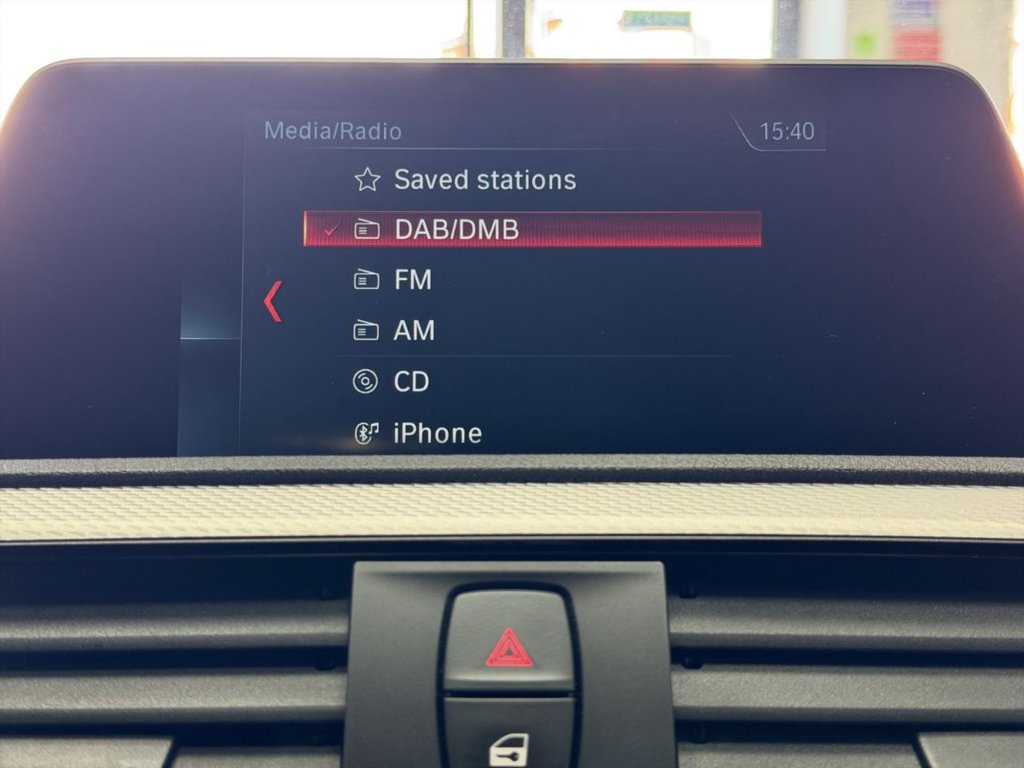 Media/Radio
15:40
Saved stations
DAB/DMB
FM
AM
CD
iPhone